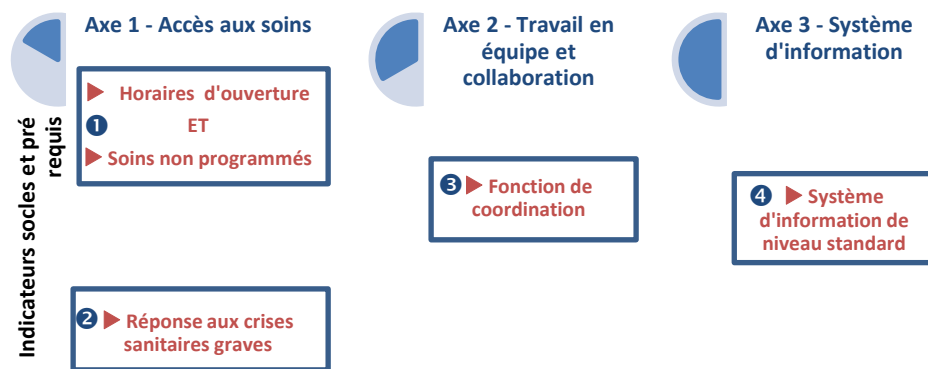 Axe 1 - Accès aux soins
Axe 2 - Travail en
équipe et
collaboration
Axe 3 - Système
d'information
Indicateurs socles et pré
requis
Horaires d'ouverture
❶ ET
Soins non programmés
❷ Réponse aux crises
sanitaires graves
❸ Fonction de
coordination
❹ Système
d'information de
niveau standard